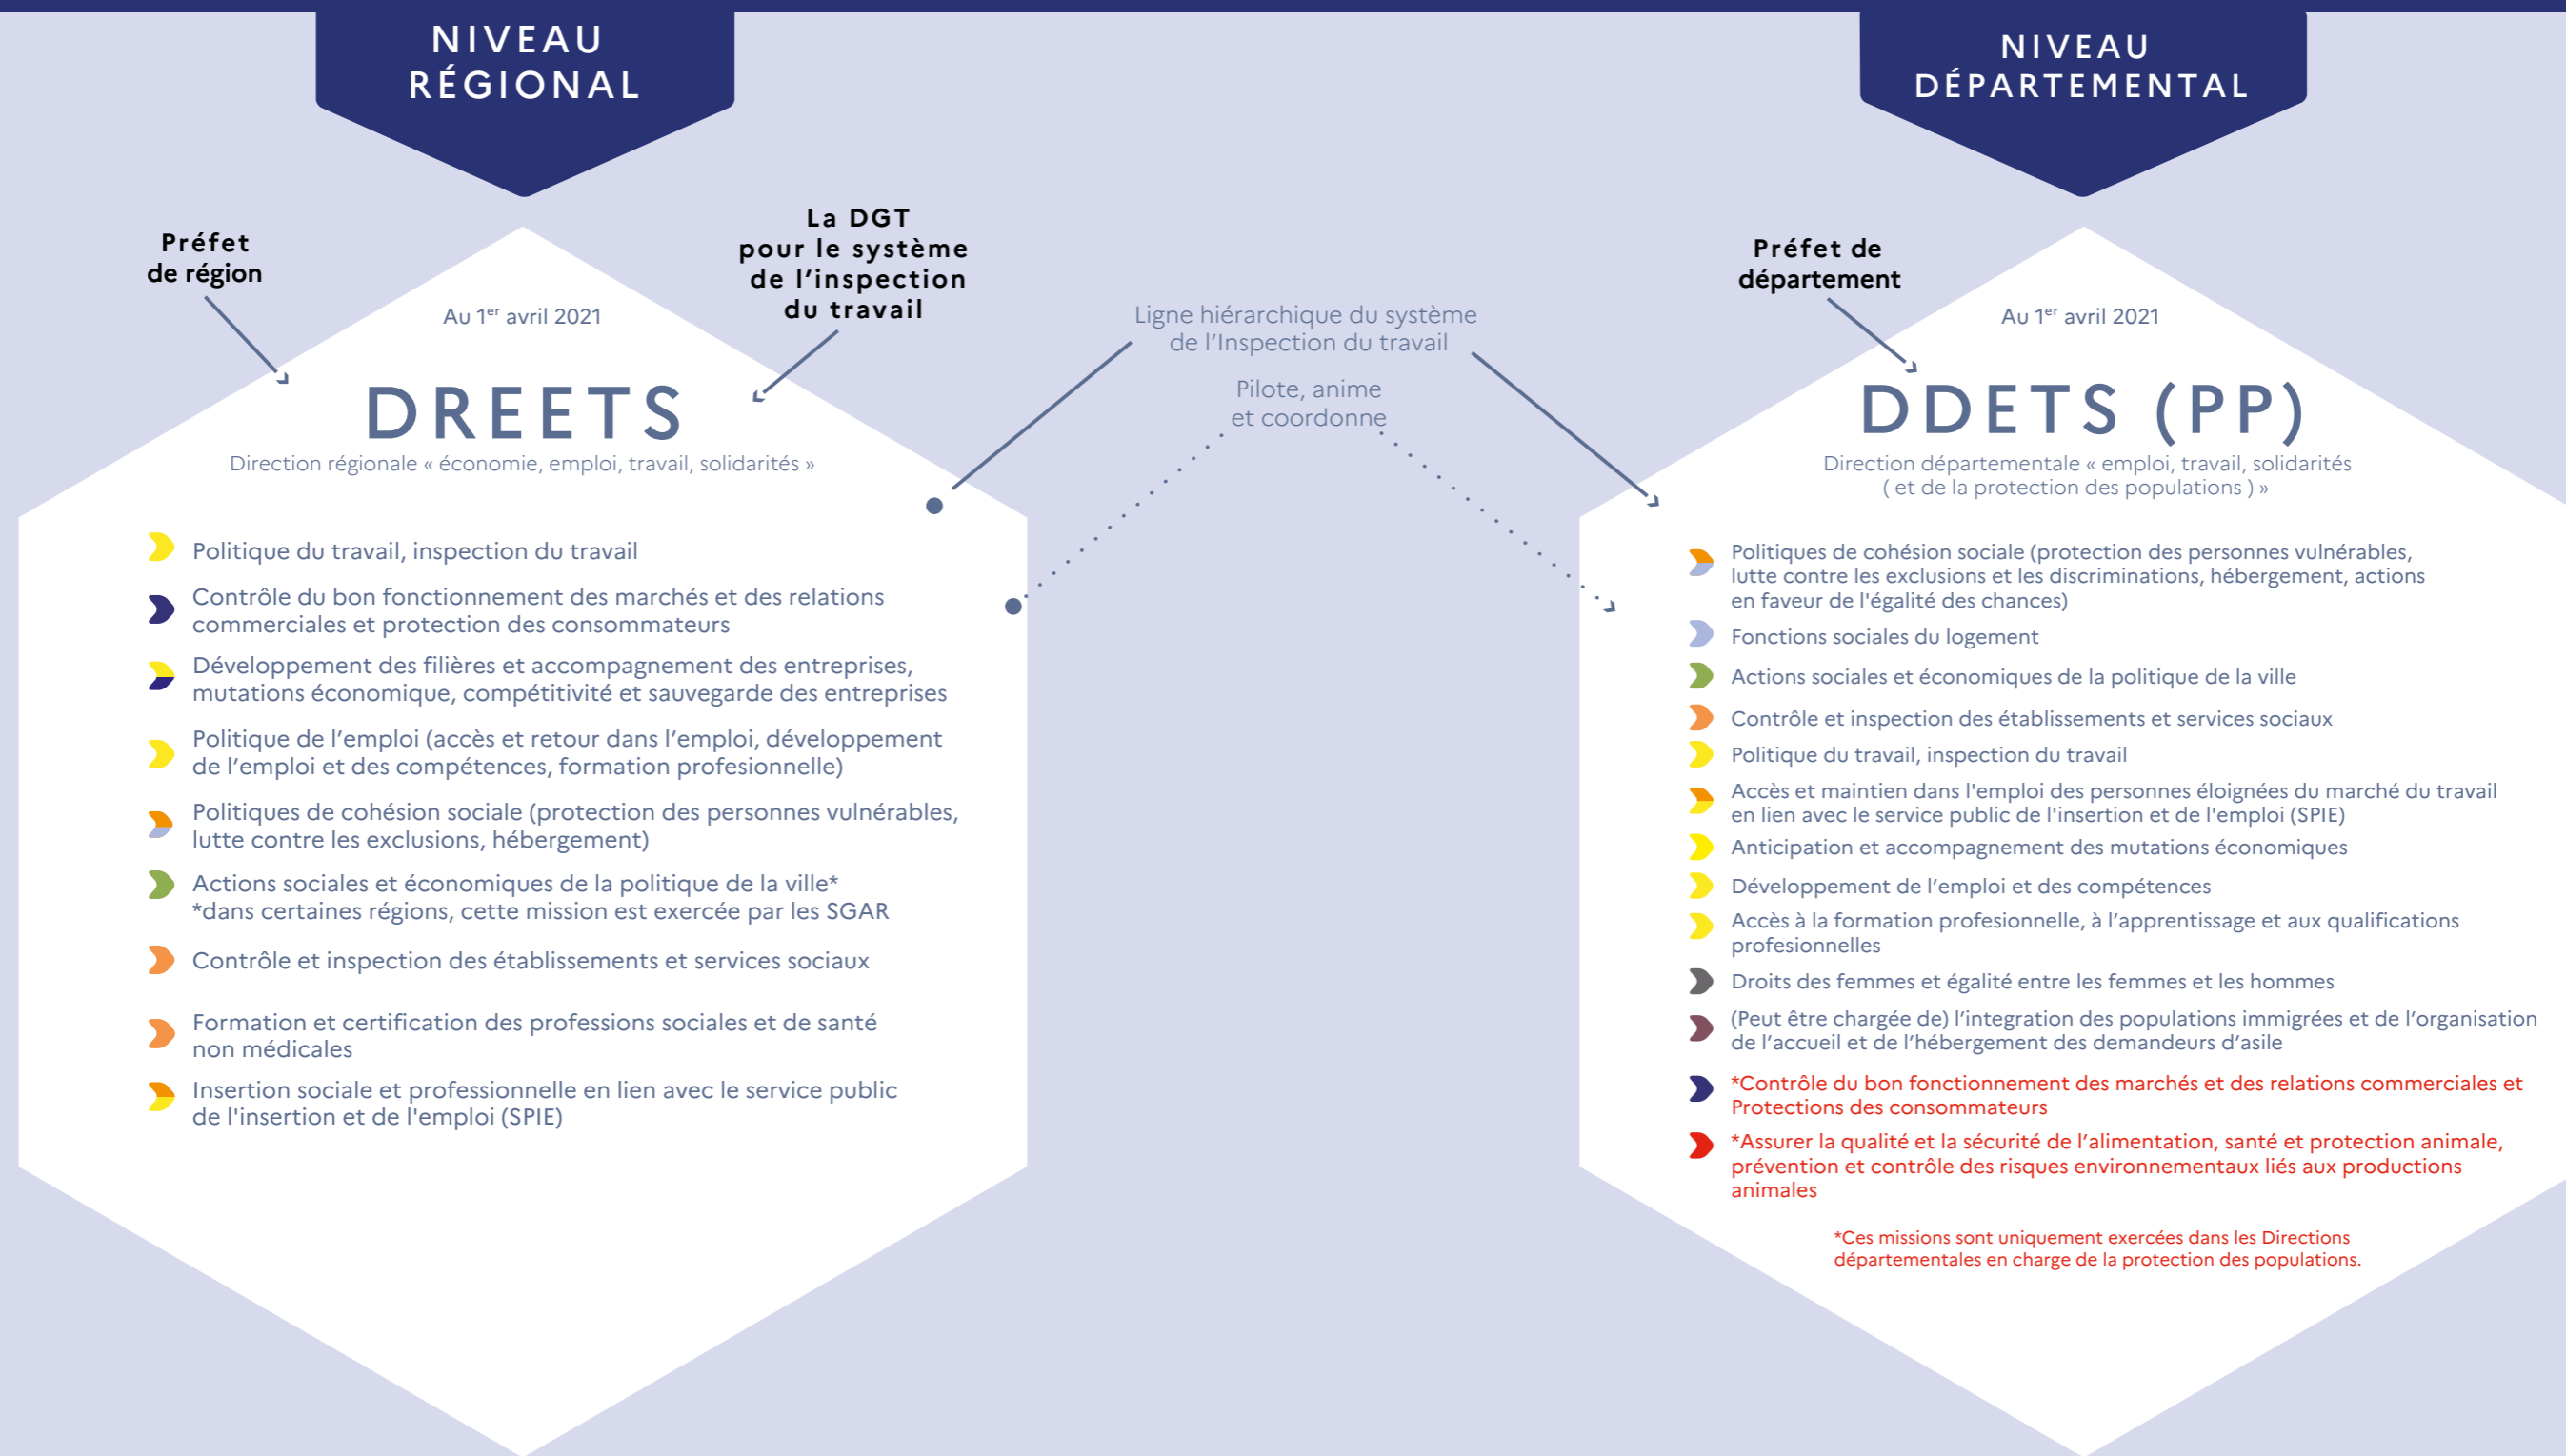 NIVEAU
RÉGIONAL
Préfet
de région
La DGT
pour le système
de l'inspection
du travail
Au 1er avril 2021
DREETS
Direction régionale « économie, emploi, travail, solidarités »
Politique du travail, inspection du travail
Contrôle du bon fonctionnement des marchés et des relations
commerciales et protection des consommateurs
Développement des filières et accompagnement des entreprises,
mutations économique, compétitivité et sauvegarde des entreprises
Politique de l'emploi (accès et retour dans l'emploi, développement
de l'emploi et des compétences, formation profesionnelle)
Politiques de cohésion sociale (protection des personnes vulnérables,
lutte contre les exclusions, hébergement)
Actions sociales et économiques de la politique de la ville*
*dans certaines régions, cette mission est exercée par les SGAR
Contrôle et inspection des établissements et services sociaux
Formation et certification des professions sociales et de santé
non médicales
Insertion sociale et professionnelle en lien avec le service public
de l'insertion et de l'emploi (SPIE)
Ligne hiérarchique du système
de l'Inspection du travail
Pilote, anime
et coordonne
NIVEAU
DÉPARTEMENTAL
Préfet de
département
Au 1er avril 2021
DDETS (PP)
Direction départementale « emploi, travail, solidarités
( et de la protection des populations ) »
Politiques de cohésion sociale (protection des personnes vulnérables,
lutte contre les exclusions et les discriminations, hébergement, actions
en faveur de l'égalité des chances)
Fonctions sociales du logement
Actions sociales et économiques de la politique de la ville
Contrôle et inspection des établissements et services sociaux
Politique du travail, inspection du travail
Accès et maintien dans l'emploi des personnes éloignées du marché du travail
en lien avec le service public de l'insertion et de l'emploi (SPIE)
Anticipation et accompagnement des mutations économiques
Développement de l'emploi et des compétences
Accès à la formation profesionnelle, à l'apprentissage et aux qualifications
profesionnelles
Droits des femmes et égalité entre les femmes et les hommes
(Peut être chargée de) l'integration des populations immigrées et de l'organisation
de l'accueil et de l'hébergement des demandeurs d'asile
*Contrôle du bon fonctionnement des marchés et des relations commerciales et
Protections des consommateurs
*Assurer la qualité et la sécurité de l'alimentation, santé et protection animale,
prévention et contrôle des risques environnementaux liés aux productions
animales
*Ces missions sont uniquement exercées dans les Directions
départementales en charge de la protection des populations.